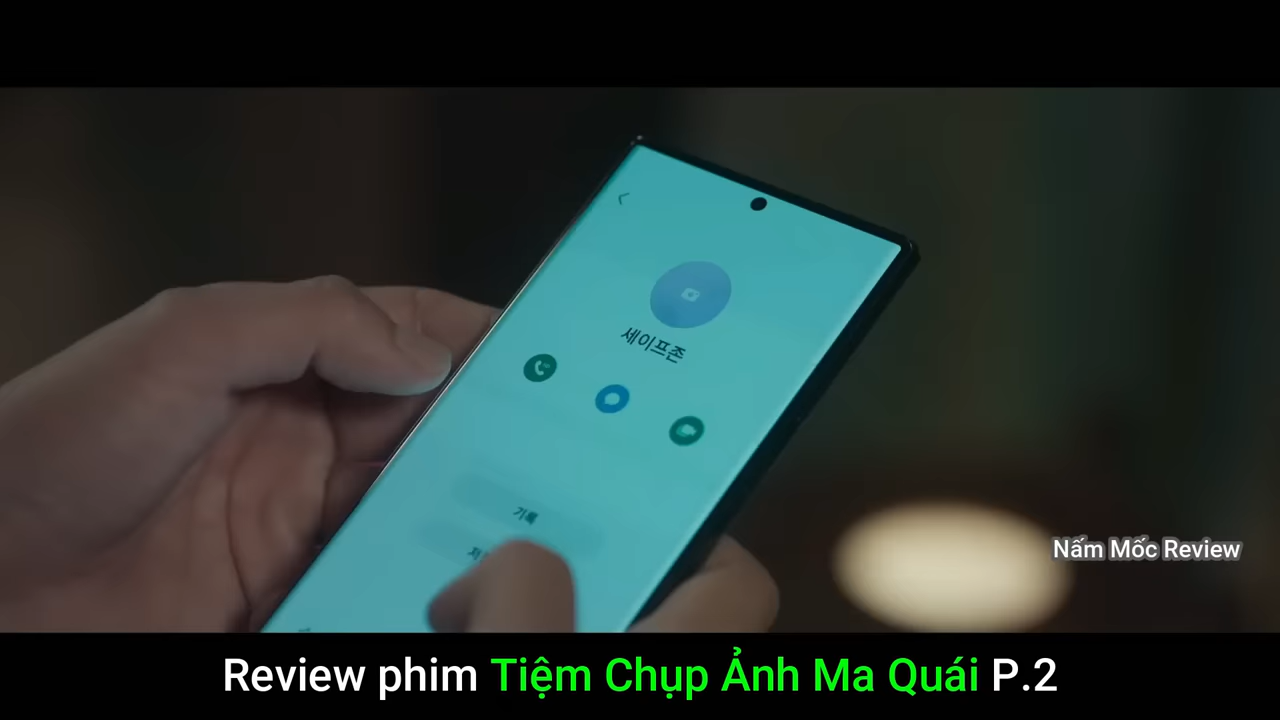 세이프존
기록
Nấm Mốc Review
Review phim Tiệm Chụp Ảnh Ma Quái P.2